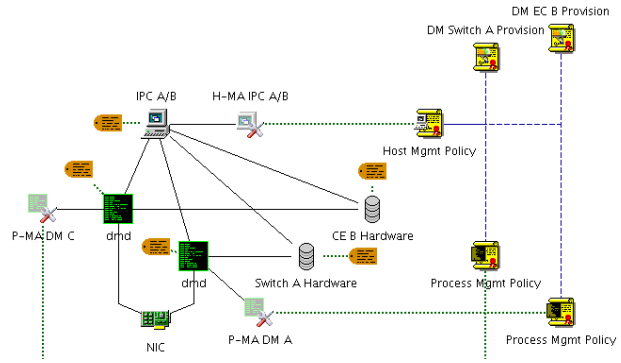 DM EC B Provision
DM Switch A Provision
IPC A/B
H-MA IPC A/B
Host Mgmt Policy
P-MA DM C
dmd
CE B Hardware
dmd
Switch A Hardware
Process Mgmt Policy
NIC
P-MA DM A
Process Mgmt Policy